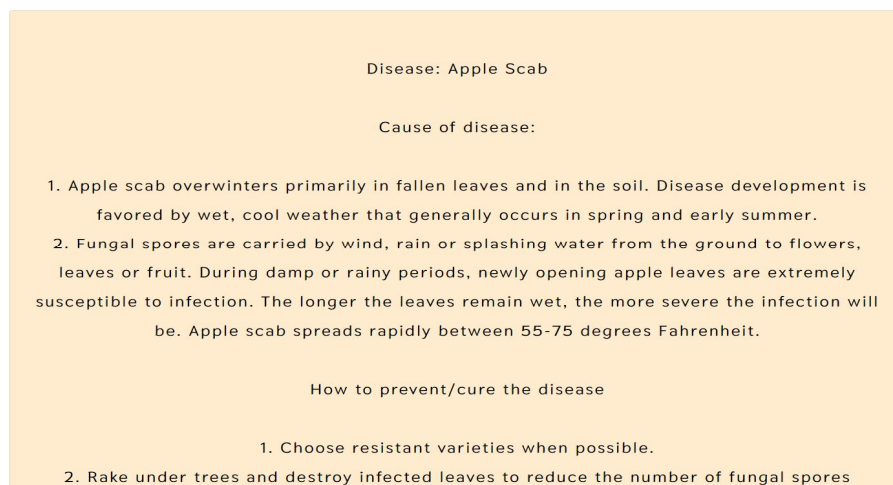 Disease: Apple Scab
Cause of disease:
1. Apple scab overwinters primarily in fallen leaves and in the soil. Disease development is
favored by wet, cool weather that generally occurs in spring and early summer.
2. Fungal spores are carried by wind, rain or splashing water from the ground to flowers,
leaves or fruit. During damp or rainy periods, newly opening apple leaves are extremely
susceptible to infection. The longer the leaves remain wet, the more severe the infection will
be. Apple scab spreads rapidly between 55-75 degrees Fahrenheit.
How to prevent/cure the disease
1. Choose resistant varieties when possible.
2. Rake under trees and destroy infected leaves to reduce the number of fungal spores